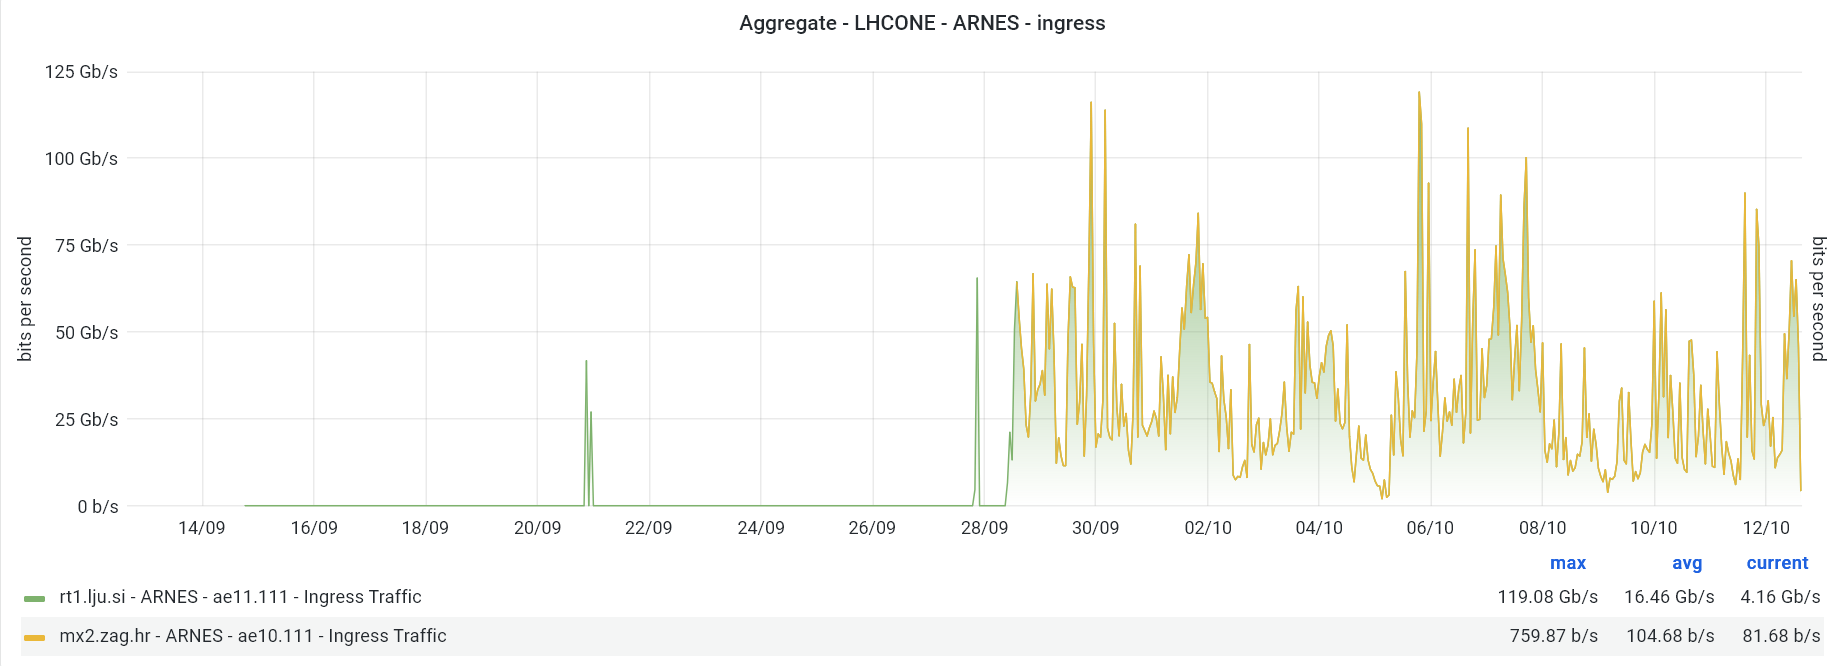 Aggregate - LHCONE - ARNES - ingress
125 Gb/s
100 Gb/s
75 Gb/s
50 Gb/s
25 Gb/s
0 b/s
bits per second
bits per second
14/09 16/09 18/09 20/09 22/09 24/09 26/09 28/09 30/09 02/10 04/10 06/10 08/10 10/10 12/10
max avg current
rt1.lju.si - ARNES - ae11.111 - Ingress Traffic 119.08 Gb/s 16.46 Gb/s 4.16 Gb/s
mx2.zag.hr - ARNES - ae10.111 - Ingress Traffic 759.87 b/s 104.68 b/s 81.68 b/s